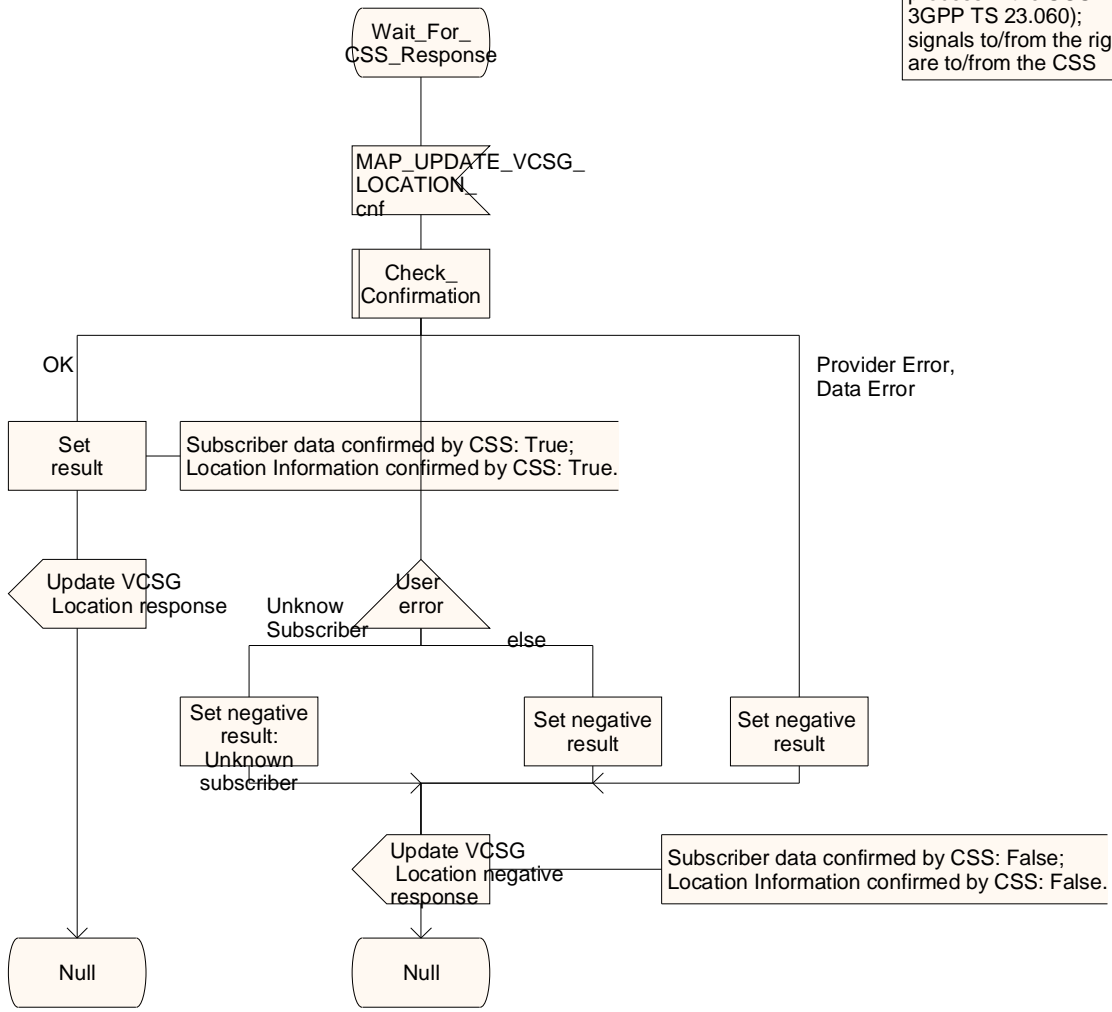 3GPP TS 23.060);
signals to/from the rig
are to/from the CSS
Wait_For_
CSS_Response
MAP_UPDATE_VCSG_
LOCATION_
cnf
Check_
Confirmation
OK
Provider Error,
Data Error
Set
result
Subscriber data confirmed by CSS: True;
Location Information confirmed by CSS: True.
Update VCSG
Location response
User
error
Unknow
Subscriber
else
Set negative
result:
Unknown
subscriber
Set negative
result
Set negative
result
Update VCSG
Location negative
response
Subscriber data confirmed by CSS: False;
Location Information confirmed by CSS: False.
Null
Null